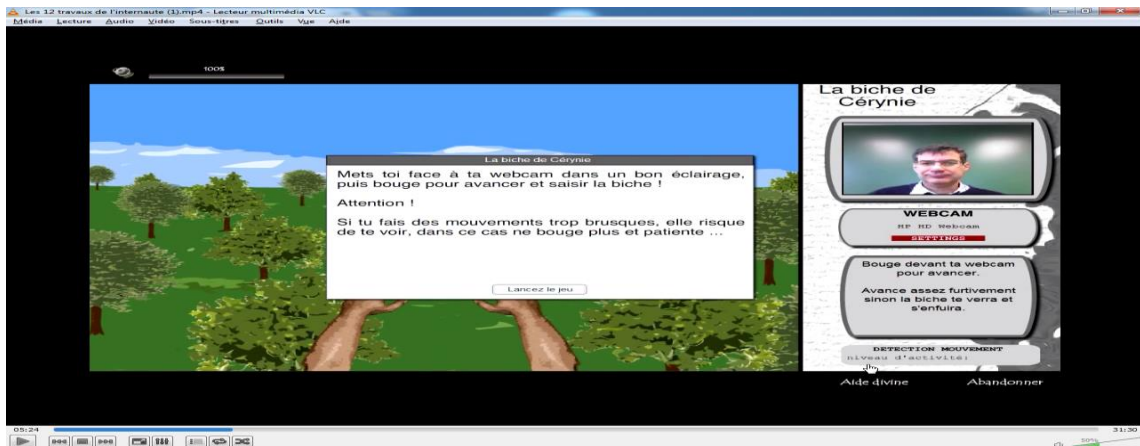 Les 12 travaux de l'internaute (1).mp4 - Lecteur multimédia VLC
Média Lecture Audio Vidéo Sous-titres Outils Vue Aide
100%
La biche de Cérynie
Mets toi face à ta webcam dans un bon éclairage,
puis bouge pour avancer et saisir la biche !
Attention !
Si tu fais des mouvements trop brusques, elle risque
de te voir, dans ce cas ne bouge plus et patiente ...
Lancez le jeu
La biche de
Cérynie
WEBCAM
HP HD Webcam
SETTINGS
Bouge devant ta webcam
pour avancer.
Avance assez furtivement
sinon la biche te verra et
s'enfuira.
DETECTION MOUVEMENT
niveau d'activité:
Aide divine Abandonner
05:24 31:30
50%